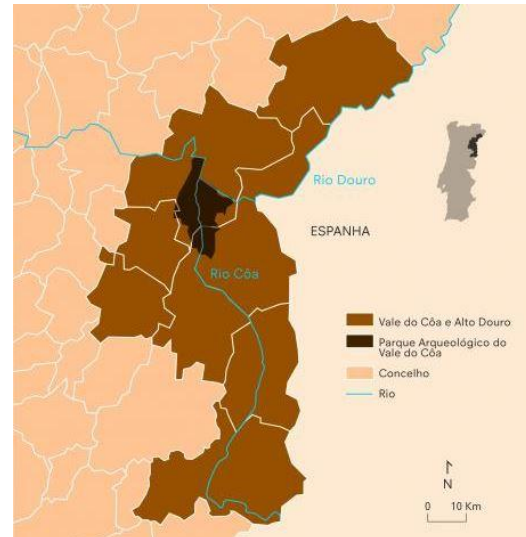 Rio Douro
ESPANHA
Rio Côa
Vale do Côa e Alto Douro
Parque Arqueológico do
Vale do Côa
Concelho
Rio
N
0 10 Km